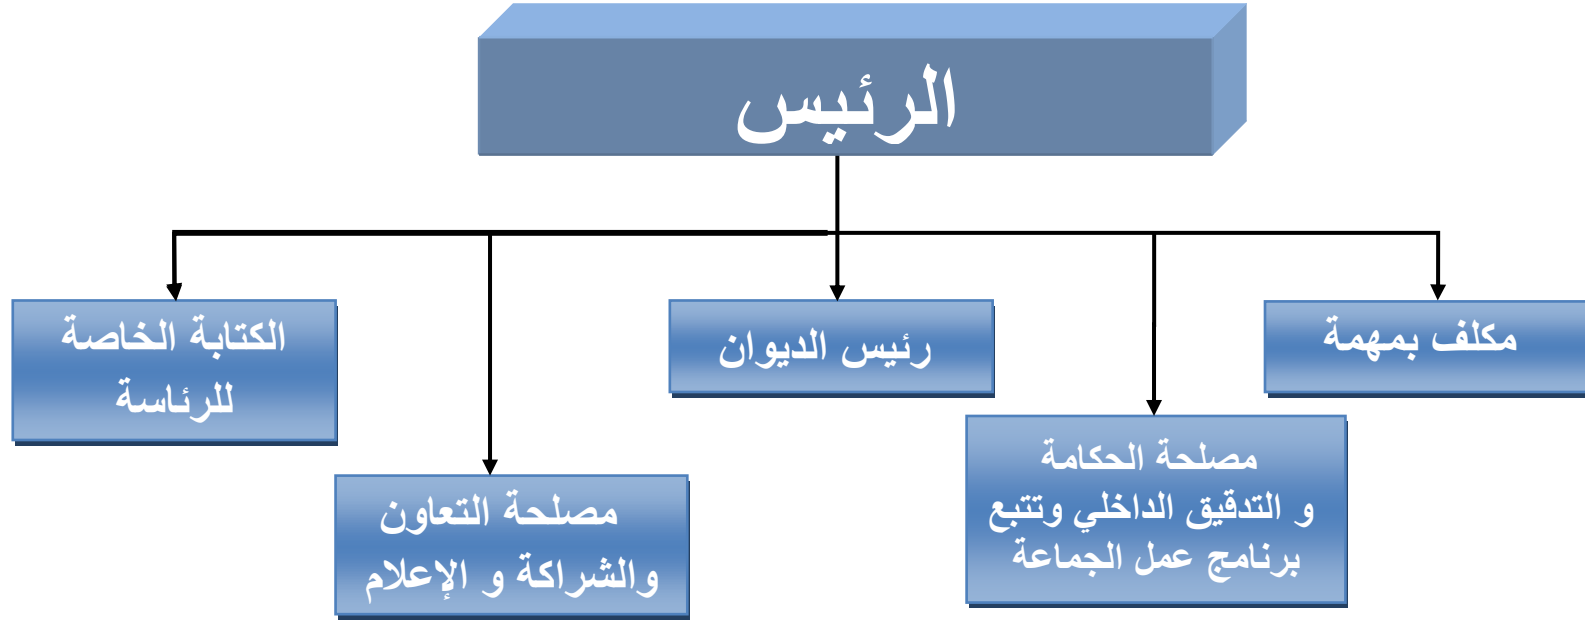 الرئيس
مكلف بمهمة
رئيس الديوان
الكتابة الخاصة
للرئاسة
مصلحة الحكامة
و التدقيق الداخلي وتتبع
برنامج عمل الجماعة
مصلحة التعاون
والشراكة و الإعلام